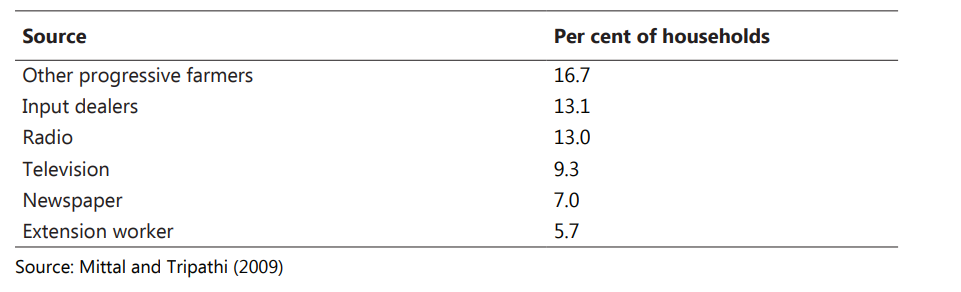 Source Per cent of households
Other progressive farmers 16.7
Input dealers 13.1
Radio 13.0
Television 9.3
Newspaper 7.0
Extension worker 5.7
Source: Mittal and Tripathi (2009)